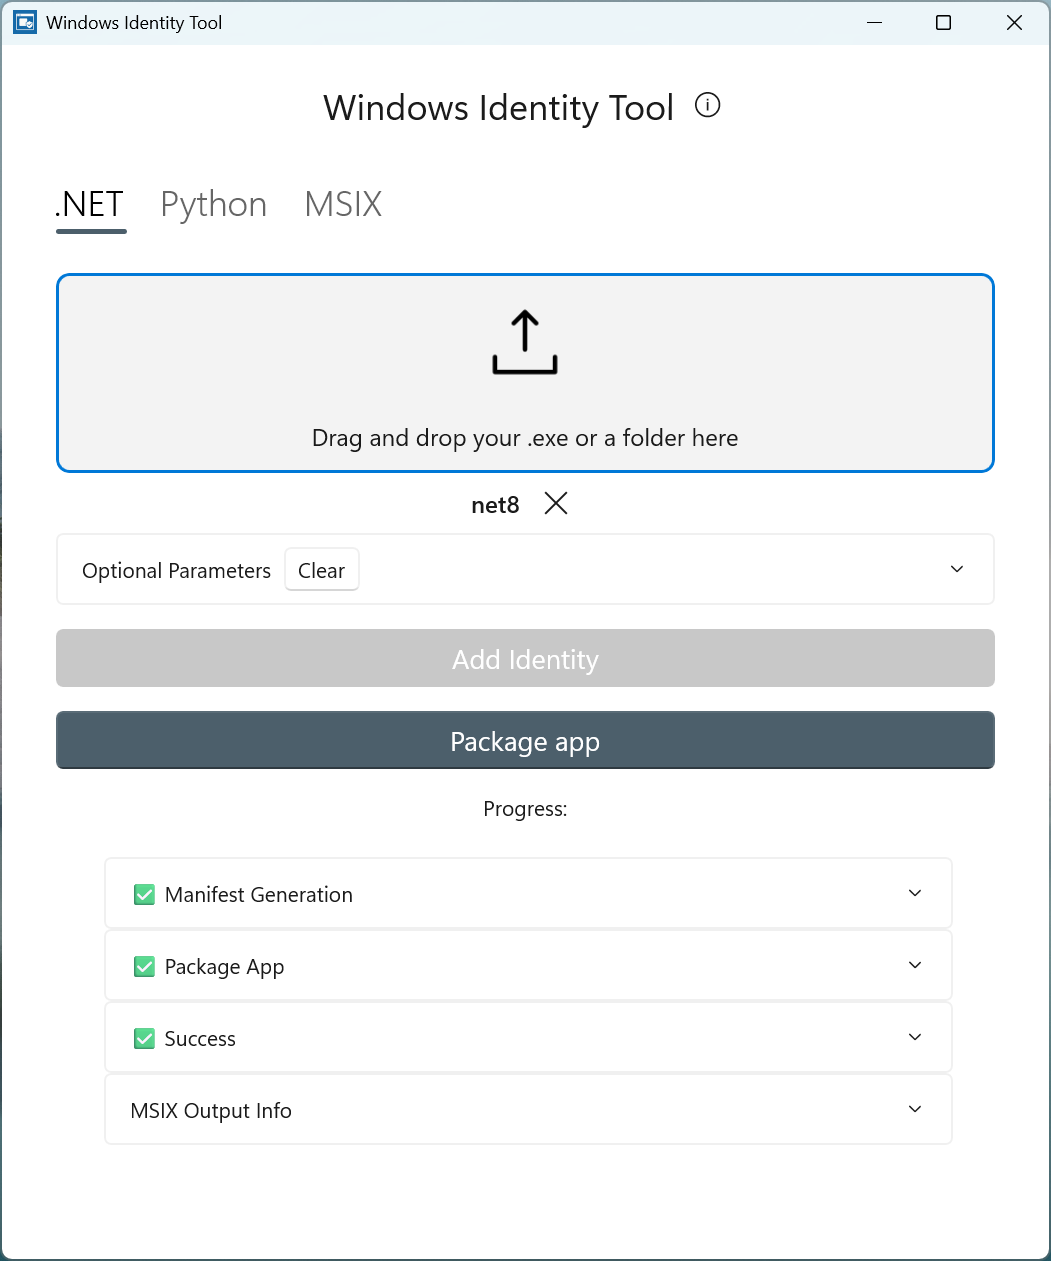 Windows Identity Tool
Windows Identity Tool
.NET Python MSIX
Drag and drop your .exe or a folder here
net8
Optional Parameters Clear
Add Identity
Package app
Progress:
Manifest Generation
Package App
Success
MSIX Output Info